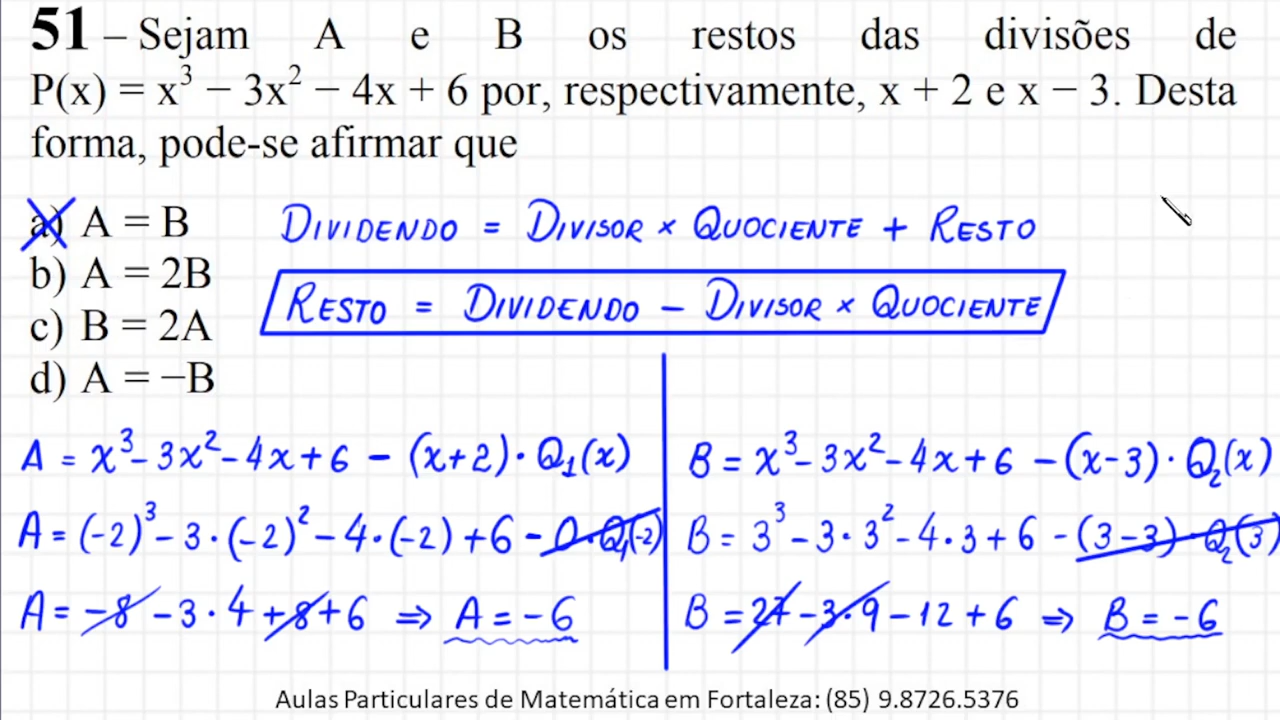 51 – Sejam A e B os restos das divisões de
P(x) = x³ − 3x² − 4x + 6 por, respectivamente, x + 2 e x − 3. Desta
forma, pode-se afirmar que
a) A = B
b) A = 2B
c) B = 2A
d) A = −B
DIVIDENDO = DIVISOR × QUOCIENTE + RESTO
RESTO = DIVIDENDO − DIVISOR × QUOCIENTE
A = x³ − 3x² − 4x + 6 − (x+2) · Q₁(x)
A = (−2)³ − 3 · (−2)² − 4 · (−2) + 6 − 0 · Q₁(−2)
A = −8 − 3 · 4 + 8 + 6 ⇒ A = −6
B = x³ − 3x² − 4x + 6 − (x−3) · Q₂(x)
B = 3³ − 3 · 3² − 4 · 3 + 6 − (3−3) · Q₂(3)
B = 27 − 3 · 9 − 12 + 6 ⇒ B = −6
Aulas Particulares de Matemática em Fortaleza: (85) 9.8726.5376